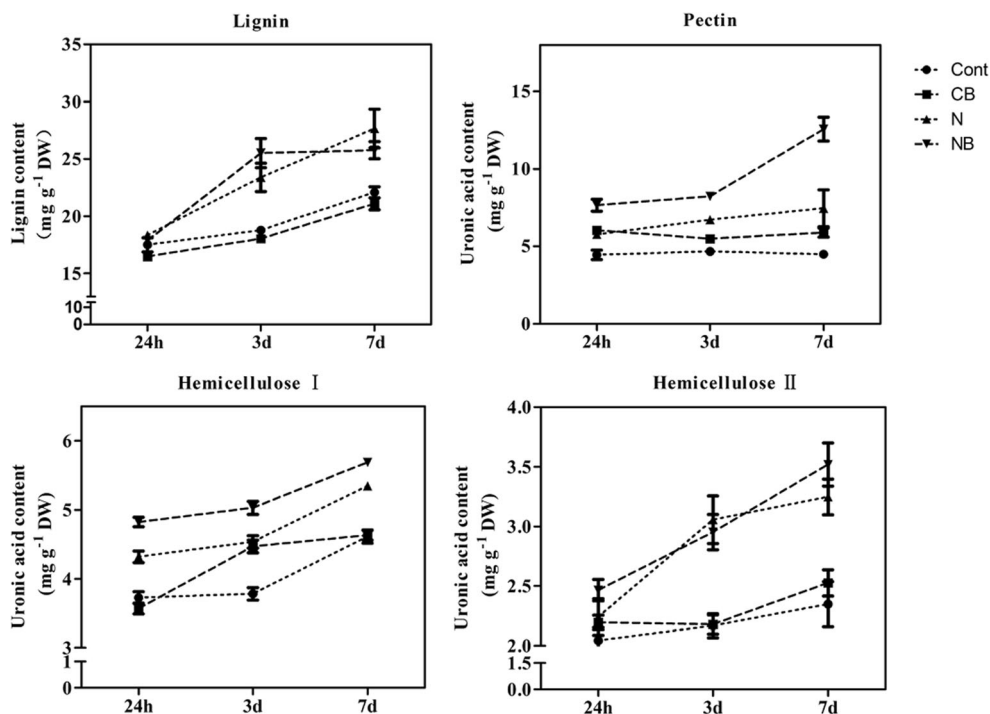 Lignin
Lignin content
(mg g-1 DW)
35
30
25
20
15
10
0
24h 3d 7d
Pectin
Uronic acid content
(mg g-1 DW)
15
10
5
0
24h 3d 7d
Cont
CB
N
NB
Hemicellulose Ⅰ
Uronic acid content
(mg g-1 DW)
6
5
4
3
1
0
24h 3d 7d
Hemicellulose Ⅱ
Uronic acid content
(mg g-1 DW)
4.0
3.5
3.0
2.5
2.0
1.5
0.0
24h 3d 7d